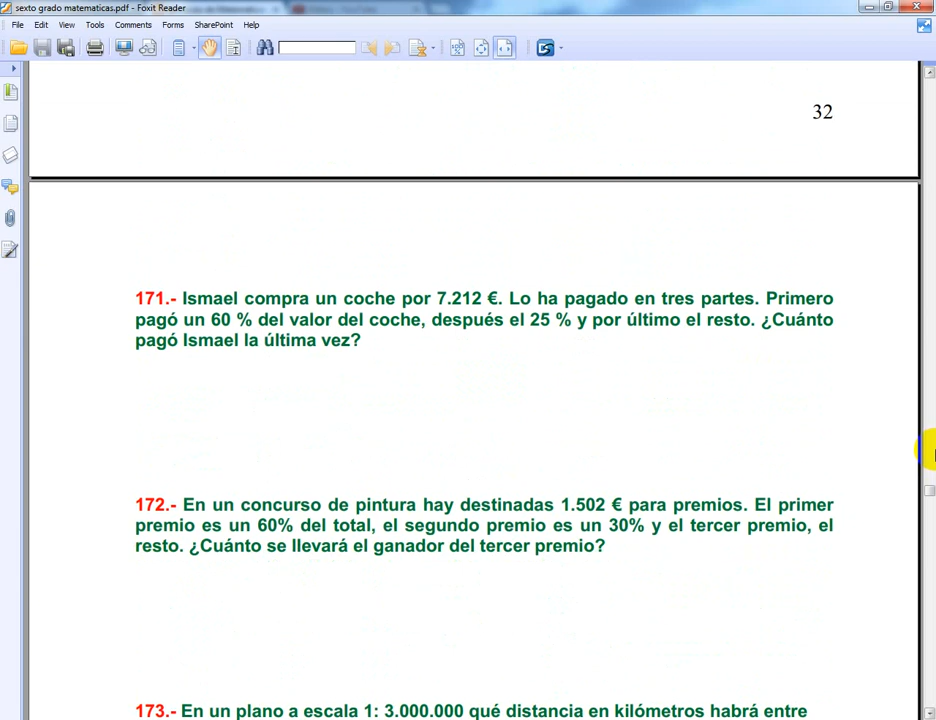 sexto grado matematicas.pdf - Foxit Reader
File Edit View Tools Comments Forms SharePoint Help
32
171.- Ismael compra un coche por 7.212 €. Lo ha pagado en tres partes. Primero
pagó un 60 % del valor del coche, después el 25 % y por último el resto. ¿Cuánto
pagó Ismael la última vez?
172.- En un concurso de pintura hay destinadas 1.502 € para premios. El primer
premio es un 60% del total, el segundo premio es un 30% y el tercer premio, el
resto. ¿Cuánto se llevará el ganador del tercer premio?
173.- En un plano a escala 1: 3.000.000 qué distancia en kilómetros habrá entre